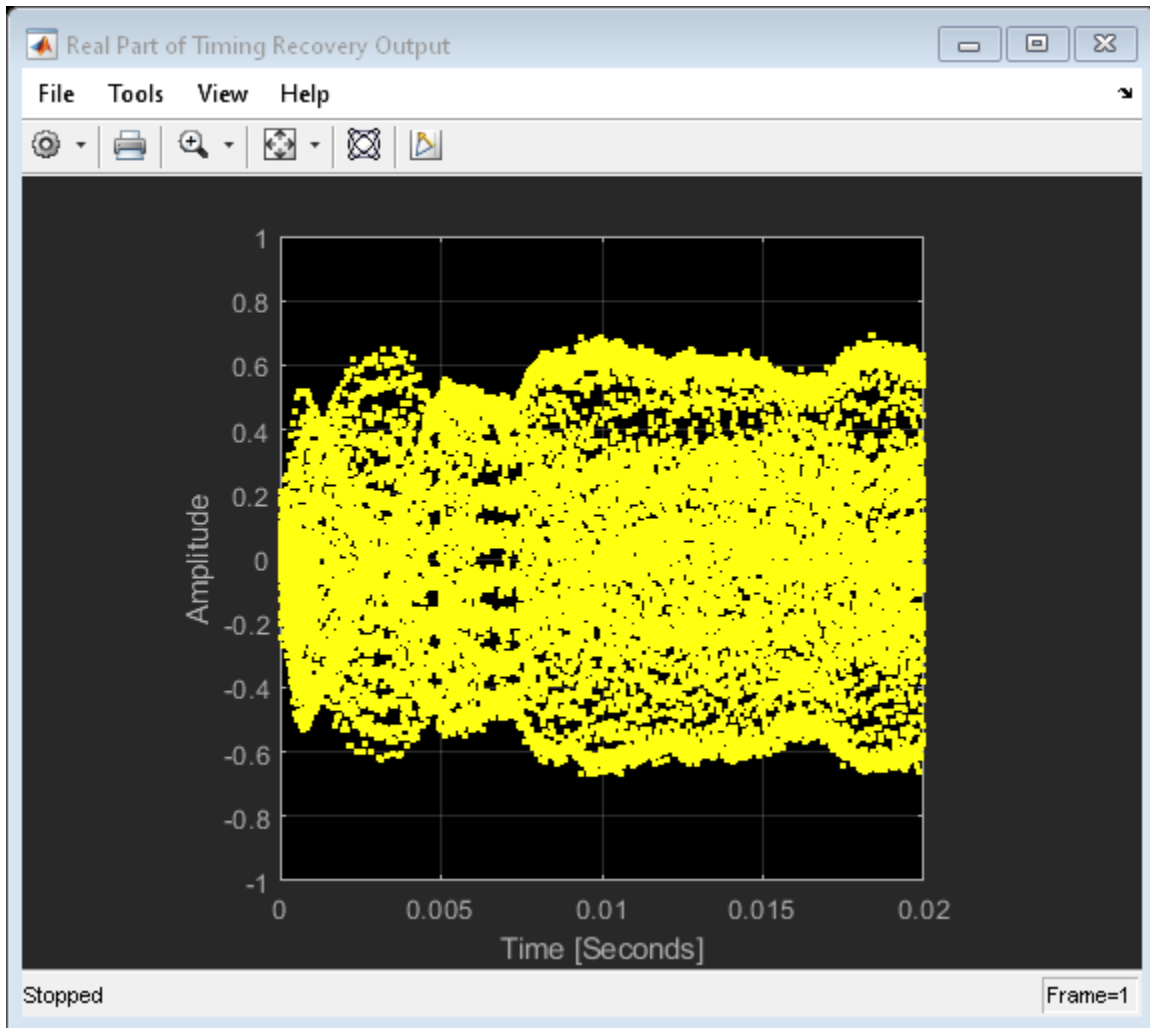 Real Part of Timing Recovery Output
File Tools View Help
1
0.8
0.6
0.4
0.2
0
-0.2
-0.4
-0.6
-0.8
-1
Amplitude
0 0.005 0.01 0.015 0.02
Time [Seconds]
Stopped Frame=1